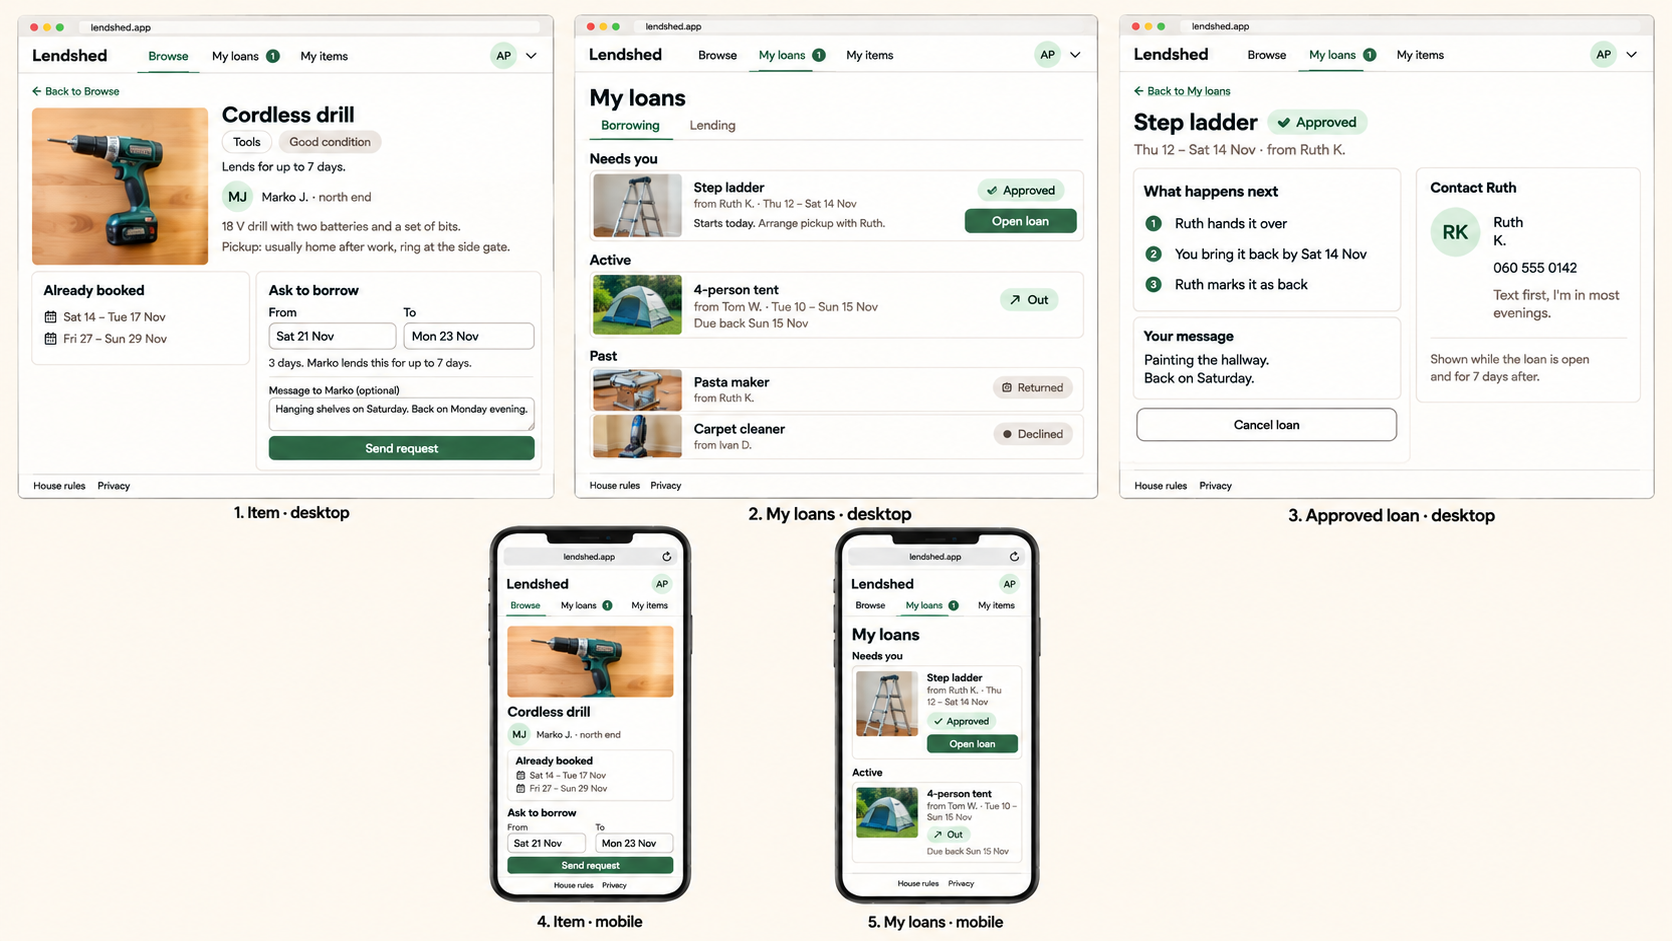 lendshed.app
Lendshed
Browse
My loans 1
My items
AP
← Back to Browse
Cordless drill
Tools
Good condition
Lends for up to 7 days.
MJ
Marko J. · north end
18 V drill with two batteries and a set of bits.
Pickup: usually home after work, ring at the side gate.
Already booked
Sat 14 – Tue 17 Nov
Fri 27 – Sun 29 Nov
Ask to borrow
From
To
Sat 21 Nov
Mon 23 Nov
3 days. Marko lends this for up to 7 days.
Message to Marko (optional)
Hanging shelves on Saturday. Back on Monday evening.
Send request
House rules
Privacy
1. Item · desktop
lendshed.app
Lendshed
Browse
My loans 1
My items
AP
My loans
Borrowing
Lending
Needs you
Step ladder
from Ruth K. · Thu 12 – Sat 14 Nov
Starts today. Arrange pickup with Ruth.
Approved
Open loan
Active
4-person tent
from Tom W. · Tue 10 – Sun 15 Nov
Due back Sun 15 Nov
Out
Past
Pasta maker
from Ruth K.
Returned
Carpet cleaner
from Ivan D.
Declined
House rules
Privacy
2. My loans · desktop
lendshed.app
Lendshed
Browse
My loans 1
My items
AP
← Back to My loans
Step ladder
Approved
Thu 12 – Sat 14 Nov · from Ruth K.
What happens next
1 Ruth hands it over
2 You bring it back by Sat 14 Nov
3 Ruth marks it as back
Your message
Painting the hallway.
Back on Saturday.
Cancel loan
Contact Ruth
RK
Ruth
K.
060 555 0142
Text first, I'm in most
evenings.
Shown while the loan is open
and for 7 days after.
House rules
Privacy
3. Approved loan · desktop
lendshed.app
Lendshed
AP
Browse
My loans 1
My items
Cordless drill
MJ
Marko J. · north end
Already booked
Sat 14 – Tue 17 Nov
Fri 27 – Sun 29 Nov
Ask to borrow
From
To
Sat 21 Nov
Mon 23 Nov
Send request
House rules
Privacy
4. Item · mobile
lendshed.app
Lendshed
AP
Browse
My loans 1
My items
My loans
Needs you
Step ladder
from Ruth K. · Thu
12 – Sat 14 Nov
Approved
Open loan
Active
4-person tent
from Tom W. · Tue 10 –
Sun 15 Nov
Out
Due back Sun 15 Nov
House rules
Privacy
5. My loans · mobile